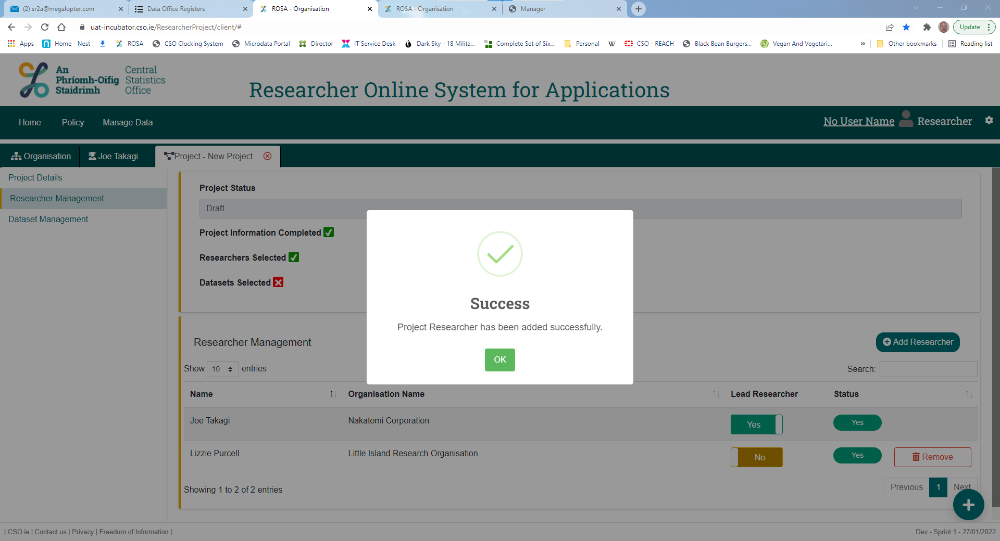 (2) sr2a@megalopter.com
Data Office Registers
ROSA - Organisation
ROSA - Organisation
Manager
uat-incubator.cso.ie/ResearcherProject/client/#
Update
Apps
Home - Nest
ROSA
CSO Clocking System
Microdata Portal
Director
IT Service Desk
Dark Sky - 18 Milita...
Complete Set of Six...
Personal
W
CSO - REACH
Black Bean Burgers...
Vegan And Vegetari...
»
Other bookmarks
Reading list
An
Phríomh-Oifig
Staidrimh
Central
Statistics
Office
Researcher Online System for Applications
Home
Policy
Manage Data
No User Name
Researcher
Organisation
Joe Takagi
Project - New Project
Project Details
Researcher Management
Dataset Management
Project Status
Draft
Project Information Completed
Researchers Selected
Datasets Selected
Success
Project Researcher has been added successfully.
OK
Researcher Management
Add Researcher
Show 10 entries
Search:
Name
Organisation Name
Lead Researcher
Status
Joe Takagi
Nakatomi Corporation
Yes
Yes
Lizzie Purcell
Little Island Research Organisation
No
Yes
Remove
Showing 1 to 2 of 2 entries
Previous
1
Next
| CSO.ie | Contact us | Privacy | Freedom of Information |
Dev - Sprint 1 - 27/01/2022